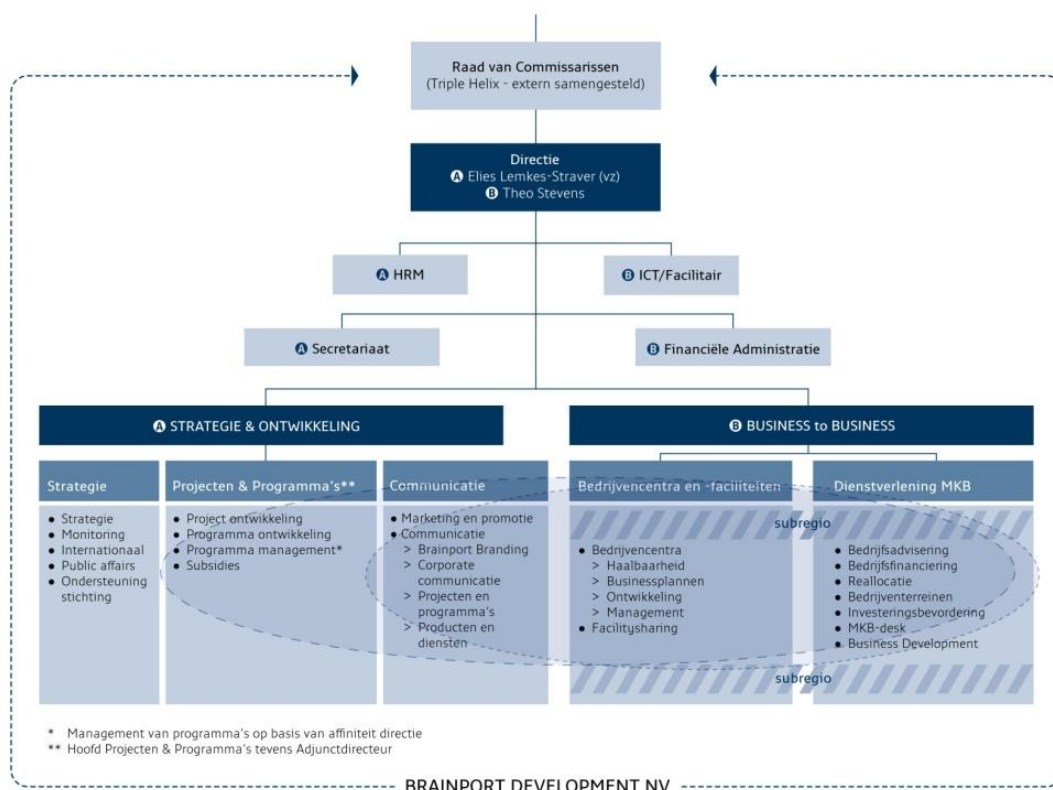 Raad van Commissarissen
(Triple Helix - extern samengesteld)
Directie
A Elies Lemkes-Straver (vz)
B Theo Stevens
A HRM
B ICT/Facilitair
A Secretariaat
B Financiële Administratie
A STRATEGIE & ONTWIKKELING
B BUSINESS to BUSINESS
Strategie
● Strategie
● Monitoring
● Internationaal
● Public affairs
● Ondersteuning
stichting
Projecten & Programma's**
● Project ontwikkeling
● Programma ontwikkeling
● Programma management*
● Subsidies
Communicatie
● Marketing en promotie
● Communicatie
> Brainport Branding
> Corporate
communicatie
> Projecten en
programma's
> Producten en
diensten
Bedrijvencentra en -faciliteiten
Dienstverlening MKB
subregio
● Bedrijvencentra
> Haalbaarheid
> Businessplannen
> Ontwikkeling
> Management
● Facilitysharing
● Bedrijfsadvisering
● Bedrijfsfinanciering
● Reallocatie
● Bedrijventerreinen
● Investeringsbevordering
● MKB-desk
● Business Development
subregio
* Management van programma's op basis van affiniteit directie
** Hoofd Projecten & Programma's tevens Adjunctdirecteur
BRAINPORT DEVELOPMENT NV